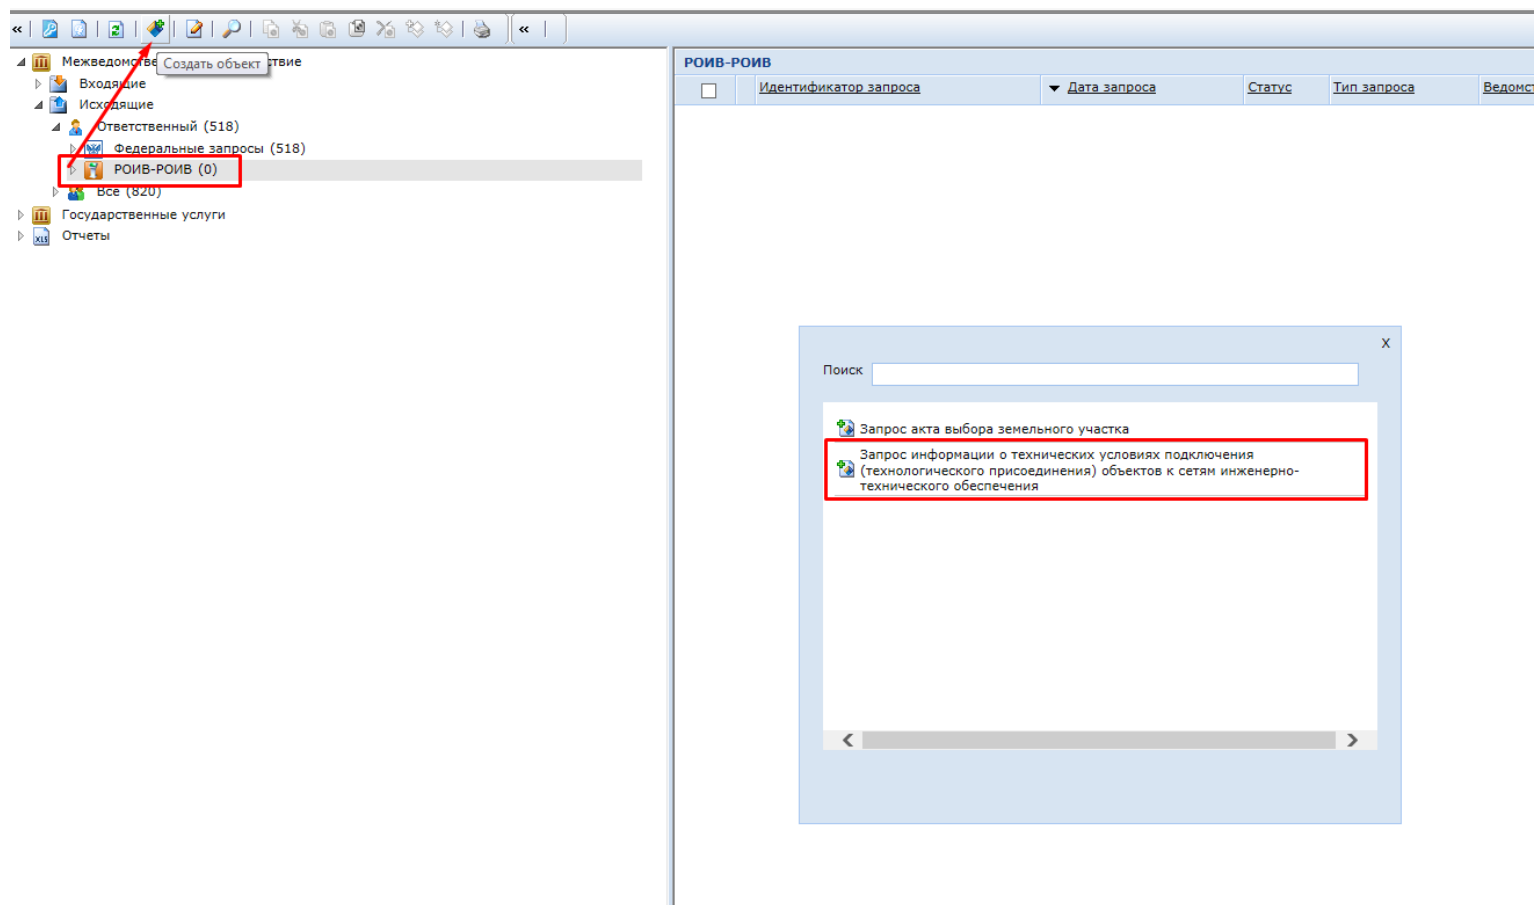 «
«
Создать объект
Межведомстве
ствие
Входящие
Исходящие
Ответственный (518)
Федеральные запросы (518)
РОИВ-РОИВ (0)
Все (820)
Государственные услуги
XLS
Отчеты
РОИВ-РОИВ
Идентификатор запроса
Дата запроса
Статус
Тип запроса
Ведомст
X
Поиск
Запрос акта выбора земельного участка
Запрос информации о технических условиях подключения
(технологического присоединения) объектов к сетям инженерно-
технического обеспечения